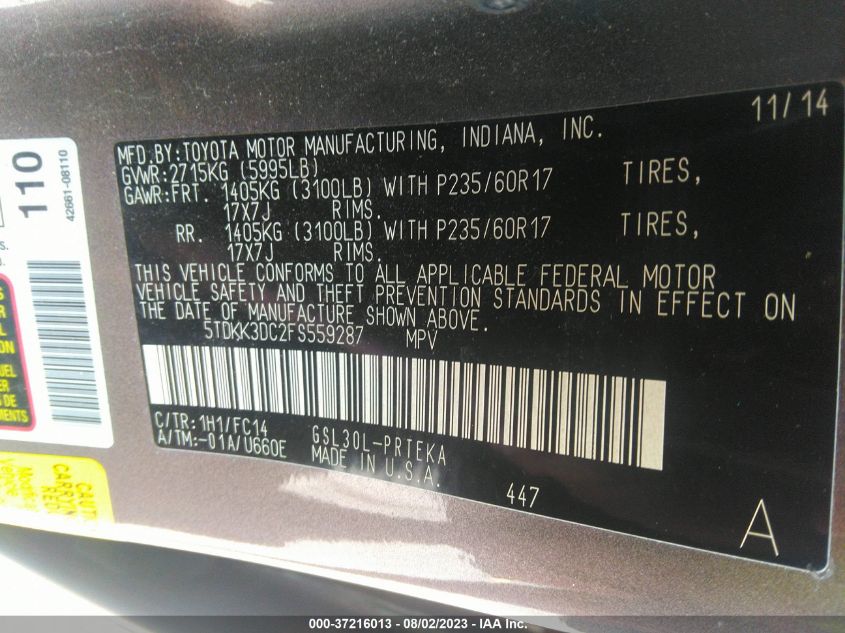 11/14
MFD.BY:TOYOTA MOTOR MANUFACTURING, INDIANA, INC.
GVWR:2715KG (5995LB)
GAWR:FRT. 1405KG (3100LB) WITH P235/60R17 TIRES,
17X7J RIMS.
RR. 1405KG (3100LB) WITH P235/60R17 TIRES,
17X7J RIMS.
THIS VEHICLE CONFORMS TO ALL APPLICABLE FEDERAL MOTOR
VEHICLE SAFETY AND THEFT PREVENTION STANDARDS IN EFFECT ON
THE DATE OF MANUFACTURE SHOWN ABOVE.
5TDKK3DC2FS559287 MPV
C/TR:1H1/FC14 GSL30L-PRTEKA
A/TM:-01A/U660E MADE IN U.S.A.
447
A
110
42661-08110
000-37216013 - 08/02/2023 - IAA Inc.